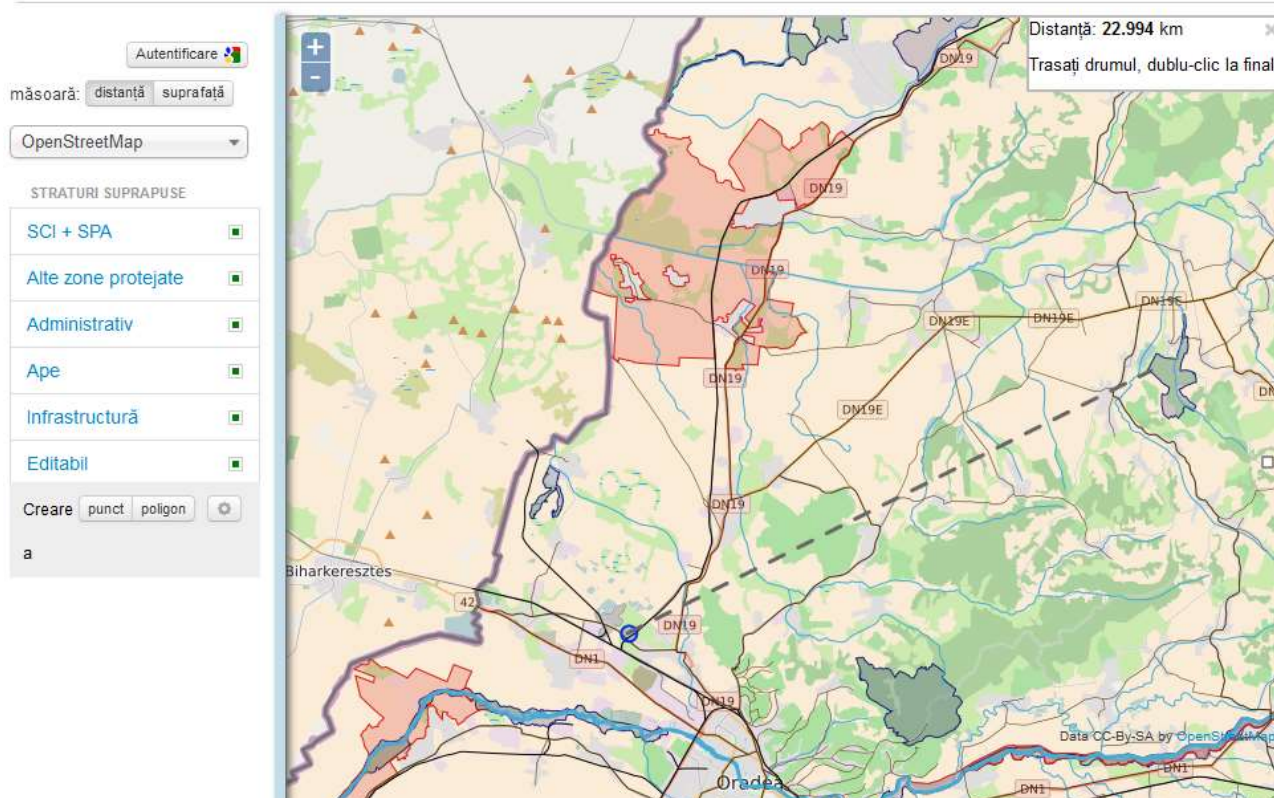 Autentificare
măsoară: distanță suprafață
OpenStreetMap
STRATURI SUPRAPUSE
SCI + SPA
Alte zone protejate
Administrativ
Ape
Infrastructură
Editabil
Creare punct poligon
a
+
-
Distanță: 22.994 km
Trasați drumul, dublu-clic la final
DN19
DN19
DN19
DN19E
DN19E
DN19E
DN19
DN19E
DN19
Biharkeresztes
42
DN19
DN1
DN19
Oradea
Data CC-By-SA by OpenStreetMap
DN1
DN1